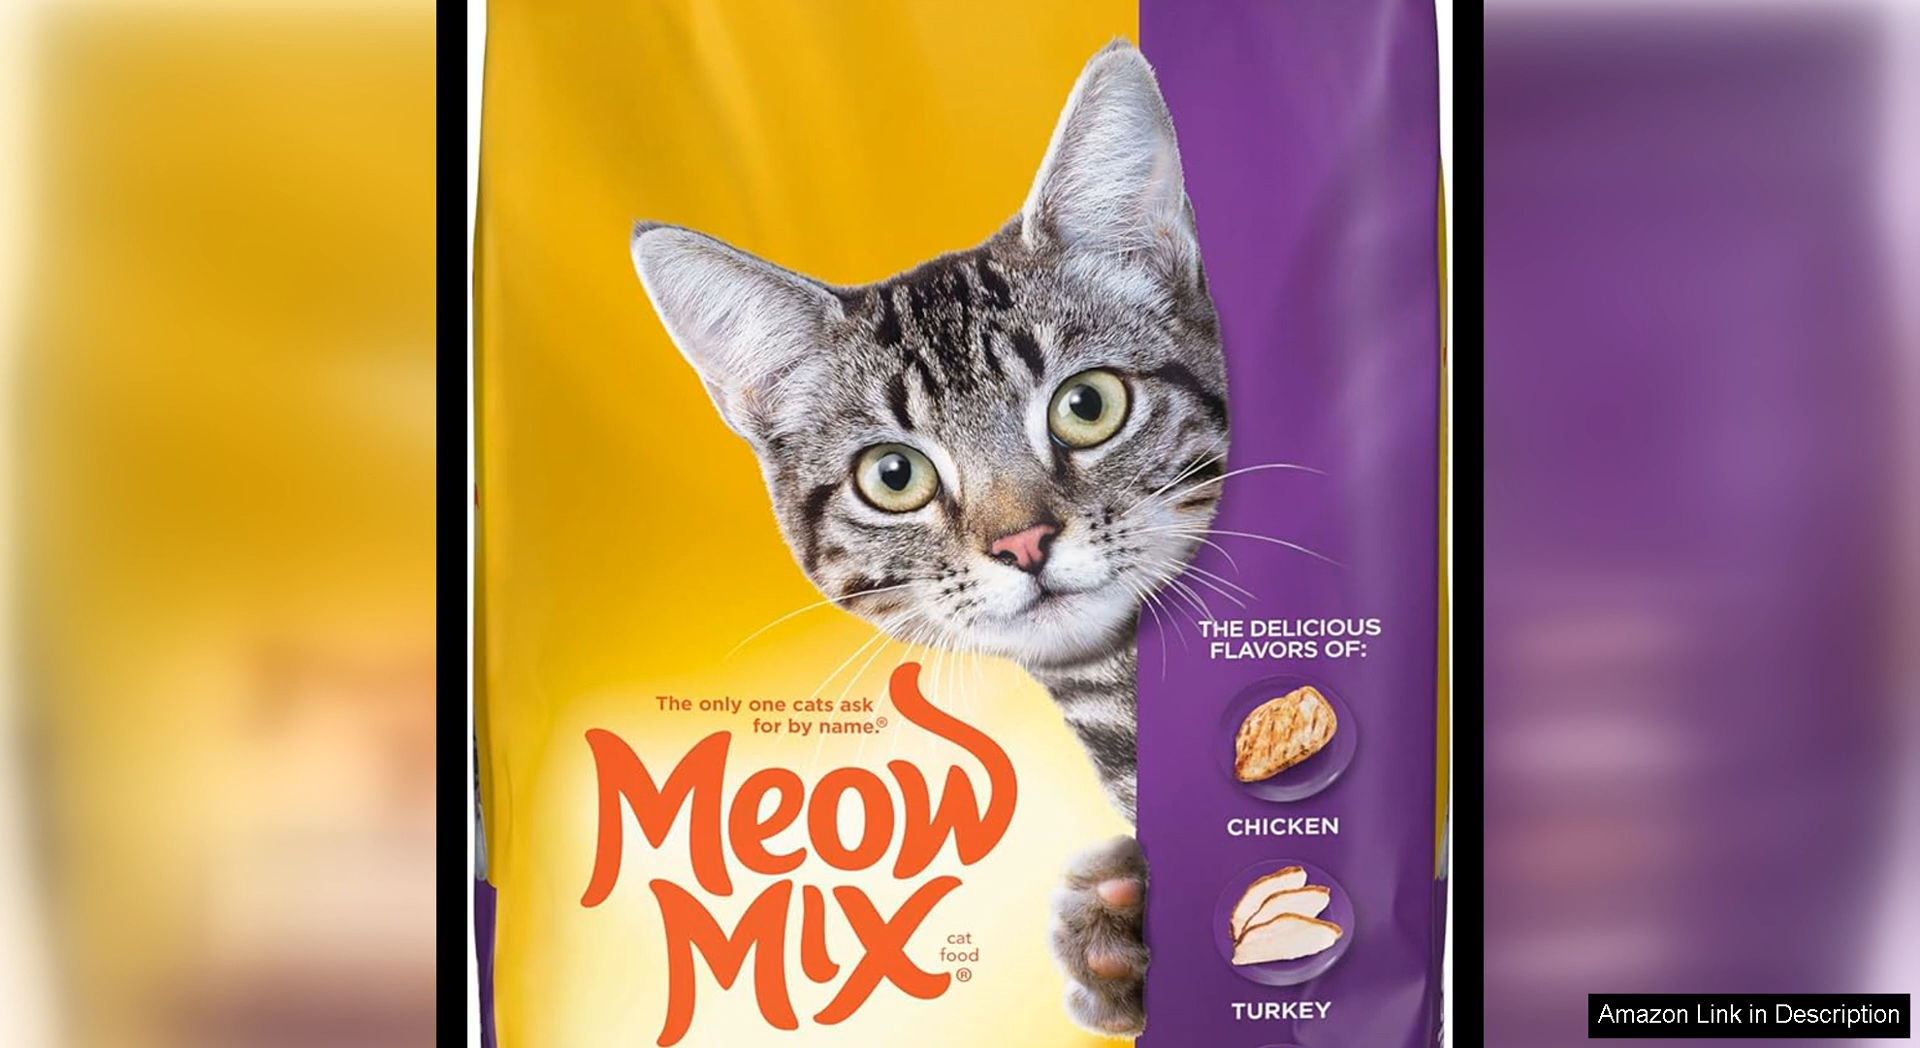 THE DELICIOUS
FLAVORS OF:
The only one cats ask
for by name.®
Meow
Mix
cat
food
®
CHICKEN
TURKEY
Amazon Link in Description